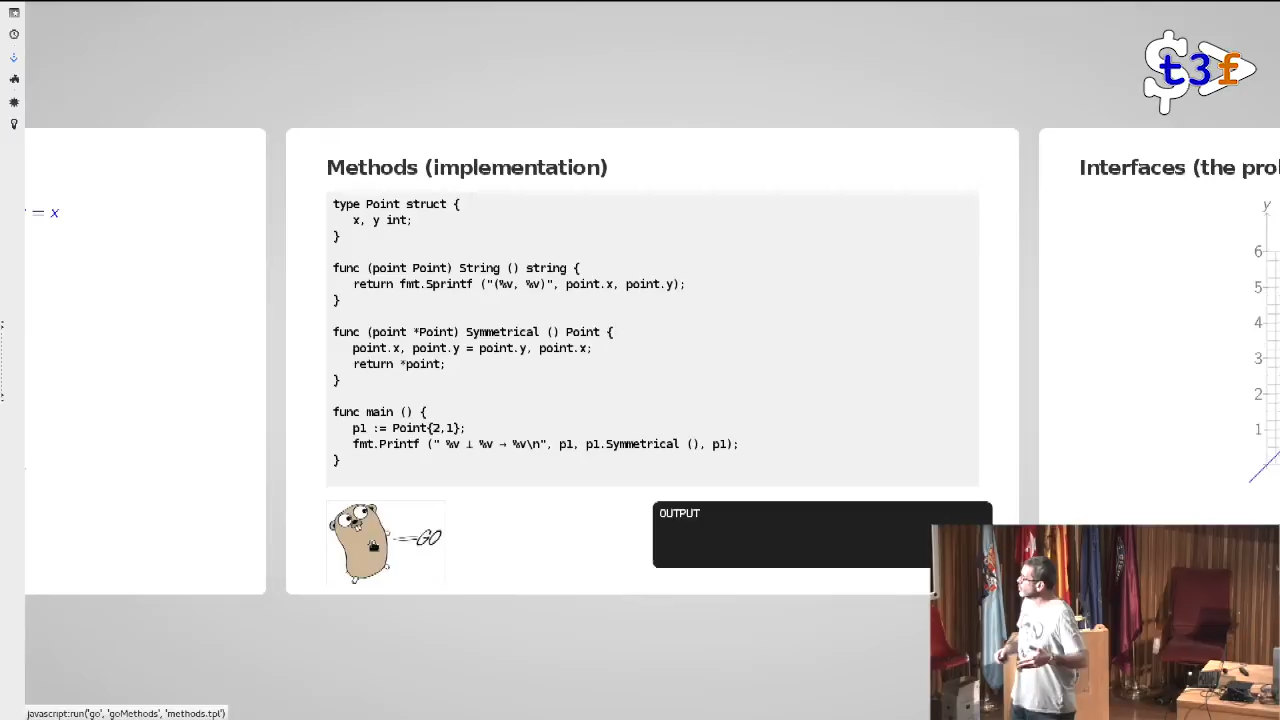 $t3f
= x
Methods (implementation)
type Point struct {
x, y int;
}
func (point Point) String () string {
return fmt.Sprintf ("(%v, %v)", point.x, point.y);
}
func (point *Point) Symmetrical () Point {
point.x, point.y = point.y, point.x;
return *point;
}
func main () {
p1 := Point{2,1};
fmt.Printf (" %v ⊥ %v → %v\n", p1, p1.Symmetrical (), p1);
}
GO
OUTPUT
Interfaces (the pro
y
6
5
4
3
2
1
javascript:run('go', 'goMethods', 'methods.tpl')